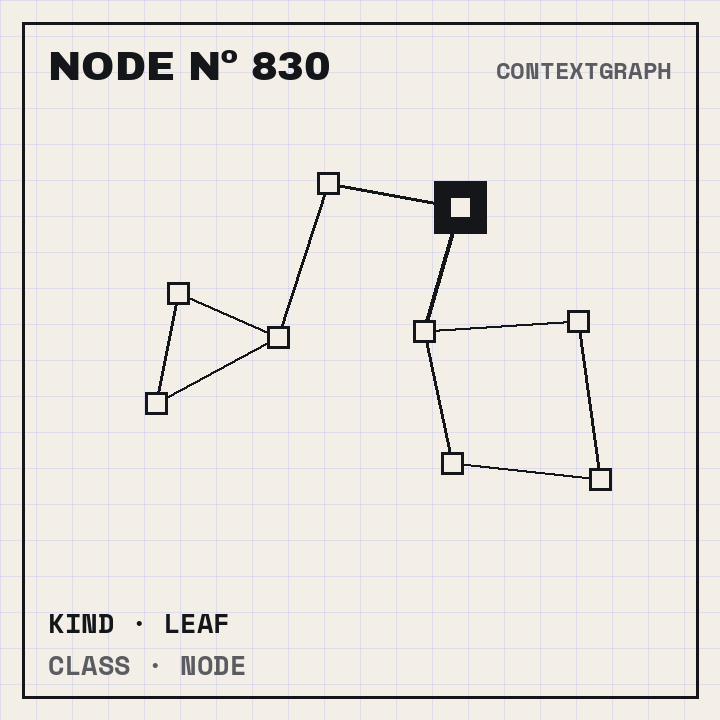 NODE Nº 830
CONTEXTGRAPH
KIND · LEAF
CLASS · NODE